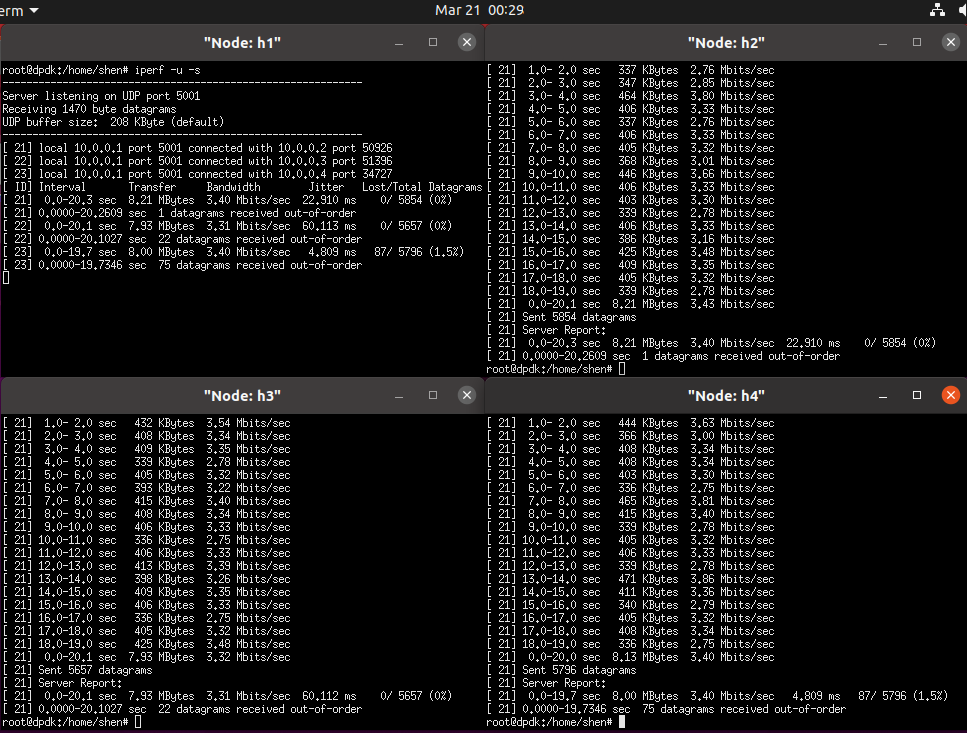 erm
Mar 21 00:29
"Node: h1"
root@dpdk:/home/shen# iperf -u -s
------------------------------------------------------------
Server listening on UDP port 5001
Receiving 1470 byte datagrams
UDP buffer size:  208 KByte (default)
------------------------------------------------------------
[ 21] local 10.0.0.1 port 5001 connected with 10.0.0.2 port 50926
[ 22] local 10.0.0.1 port 5001 connected with 10.0.0.3 port 51396
[ 23] local 10.0.0.1 port 5001 connected with 10.0.0.4 port 34727
[ ID] Interval       Transfer     Bandwidth        Jitter   Lost/Total Datagrams
[ 21]  0.0-20.3 sec  8.21 MBytes  3.40 Mbits/sec  22.910 ms    0/ 5854 (0%)
[ 21] 0.0000-20.2609 sec  1 datagrams received out-of-order
[ 22]  0.0-20.1 sec  7.93 MBytes  3.31 Mbits/sec  60.113 ms    0/ 5657 (0%)
[ 22] 0.0000-20.1027 sec  22 datagrams received out-of-order
[ 23]  0.0-19.7 sec  8.00 MBytes  3.40 Mbits/sec   4.809 ms   87/ 5796 (1.5%)
[ 23] 0.0000-19.7346 sec  75 datagrams received out-of-order
"Node: h2"
[ 21]  1.0- 2.0 sec   337 KBytes  2.76 Mbits/sec
[ 21]  2.0- 3.0 sec   347 KBytes  2.85 Mbits/sec
[ 21]  3.0- 4.0 sec   464 KBytes  3.80 Mbits/sec
[ 21]  4.0- 5.0 sec   406 KBytes  3.33 Mbits/sec
[ 21]  5.0- 6.0 sec   337 KBytes  2.76 Mbits/sec
[ 21]  6.0- 7.0 sec   406 KBytes  3.33 Mbits/sec
[ 21]  7.0- 8.0 sec   405 KBytes  3.32 Mbits/sec
[ 21]  8.0- 9.0 sec   368 KBytes  3.01 Mbits/sec
[ 21]  9.0-10.0 sec   446 KBytes  3.66 Mbits/sec
[ 21] 10.0-11.0 sec   406 KBytes  3.33 Mbits/sec
[ 21] 11.0-12.0 sec   403 KBytes  3.30 Mbits/sec
[ 21] 12.0-13.0 sec   339 KBytes  2.78 Mbits/sec
[ 21] 13.0-14.0 sec   406 KBytes  3.33 Mbits/sec
[ 21] 14.0-15.0 sec   386 KBytes  3.16 Mbits/sec
[ 21] 15.0-16.0 sec   425 KBytes  3.48 Mbits/sec
[ 21] 16.0-17.0 sec   409 KBytes  3.35 Mbits/sec
[ 21] 17.0-18.0 sec   405 KBytes  3.32 Mbits/sec
[ 21] 18.0-19.0 sec   339 KBytes  2.78 Mbits/sec
[ 21]  0.0-20.1 sec  8.21 MBytes  3.43 Mbits/sec
[ 21] Sent 5854 datagrams
[ 21] Server Report:
[ 21]  0.0-20.3 sec  8.21 MBytes  3.40 Mbits/sec  22.910 ms    0/ 5854 (0%)
[ 21] 0.0000-20.2609 sec  1 datagrams received out-of-order
root@dpdk:/home/shen#
"Node: h3"
[ 21]  1.0- 2.0 sec   432 KBytes  3.54 Mbits/sec
[ 21]  2.0- 3.0 sec   408 KBytes  3.34 Mbits/sec
[ 21]  3.0- 4.0 sec   409 KBytes  3.35 Mbits/sec
[ 21]  4.0- 5.0 sec   339 KBytes  2.78 Mbits/sec
[ 21]  5.0- 6.0 sec   405 KBytes  3.32 Mbits/sec
[ 21]  6.0- 7.0 sec   393 KBytes  3.22 Mbits/sec
[ 21]  7.0- 8.0 sec   415 KBytes  3.40 Mbits/sec
[ 21]  8.0- 9.0 sec   408 KBytes  3.34 Mbits/sec
[ 21]  9.0-10.0 sec   406 KBytes  3.33 Mbits/sec
[ 21] 10.0-11.0 sec   336 KBytes  2.75 Mbits/sec
[ 21] 11.0-12.0 sec   406 KBytes  3.33 Mbits/sec
[ 21] 12.0-13.0 sec   413 KBytes  3.39 Mbits/sec
[ 21] 13.0-14.0 sec   398 KBytes  3.26 Mbits/sec
[ 21] 14.0-15.0 sec   409 KBytes  3.35 Mbits/sec
[ 21] 15.0-16.0 sec   406 KBytes  3.33 Mbits/sec
[ 21] 16.0-17.0 sec   336 KBytes  2.75 Mbits/sec
[ 21] 17.0-18.0 sec   405 KBytes  3.32 Mbits/sec
[ 21] 18.0-19.0 sec   425 KBytes  3.48 Mbits/sec
[ 21]  0.0-20.1 sec  7.93 MBytes  3.32 Mbits/sec
[ 21] Sent 5657 datagrams
[ 21] Server Report:
[ 21]  0.0-20.1 sec  7.93 MBytes  3.31 Mbits/sec  60.112 ms    0/ 5657 (0%)
[ 21] 0.0000-20.1027 sec  22 datagrams received out-of-order
root@dpdk:/home/shen#
"Node: h4"
[ 21]  1.0- 2.0 sec   444 KBytes  3.63 Mbits/sec
[ 21]  2.0- 3.0 sec   366 KBytes  3.00 Mbits/sec
[ 21]  3.0- 4.0 sec   408 KBytes  3.34 Mbits/sec
[ 21]  4.0- 5.0 sec   408 KBytes  3.34 Mbits/sec
[ 21]  5.0- 6.0 sec   403 KBytes  3.30 Mbits/sec
[ 21]  6.0- 7.0 sec   336 KBytes  2.75 Mbits/sec
[ 21]  7.0- 8.0 sec   465 KBytes  3.81 Mbits/sec
[ 21]  8.0- 9.0 sec   415 KBytes  3.40 Mbits/sec
[ 21]  9.0-10.0 sec   339 KBytes  2.78 Mbits/sec
[ 21] 10.0-11.0 sec   405 KBytes  3.32 Mbits/sec
[ 21] 11.0-12.0 sec   406 KBytes  3.33 Mbits/sec
[ 21] 12.0-13.0 sec   339 KBytes  2.78 Mbits/sec
[ 21] 13.0-14.0 sec   471 KBytes  3.86 Mbits/sec
[ 21] 14.0-15.0 sec   411 KBytes  3.36 Mbits/sec
[ 21] 15.0-16.0 sec   340 KBytes  2.79 Mbits/sec
[ 21] 16.0-17.0 sec   405 KBytes  3.32 Mbits/sec
[ 21] 17.0-18.0 sec   408 KBytes  3.34 Mbits/sec
[ 21] 18.0-19.0 sec   336 KBytes  2.75 Mbits/sec
[ 21]  0.0-20.0 sec  8.13 MBytes  3.40 Mbits/sec
[ 21] Sent 5796 datagrams
[ 21] Server Report:
[ 21]  0.0-19.7 sec  8.00 MBytes  3.40 Mbits/sec   4.809 ms   87/ 5796 (1.5%)
[ 21] 0.0000-19.7346 sec  75 datagrams received out-of-order
root@dpdk:/home/shen#